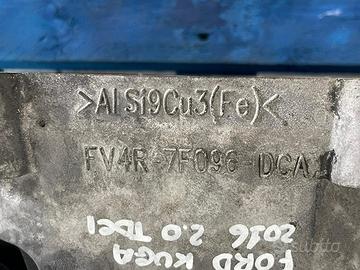 >AlSi9Cu3(Fe)<
FV4R-7F096-DCA
FORD KUGA
2016 2.0 TDCI
subito